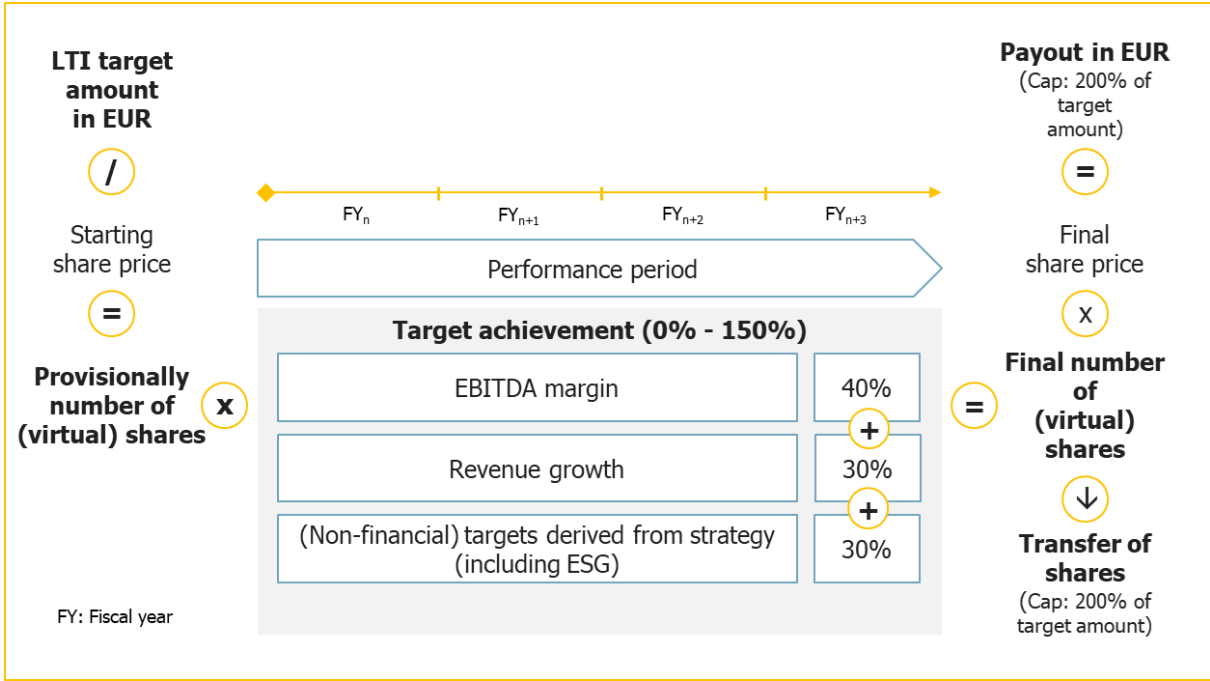 LTI target
amount
in EUR
/
Starting
share price
=
Provisionally
number of
(virtual) shares
x
FYn
FYn+1
FYn+2
FYn+3
Performance period
Target achievement (0% - 150%)
EBITDA margin
40%
+
Revenue growth
30%
+
(Non-financial) targets derived from strategy
(including ESG)
30%
=
Payout in EUR
(Cap: 200% of
target
amount)
=
Final
share price
x
Final number
of
(virtual)
shares
↓
Transfer of
shares
(Cap: 200% of
target amount)
FY: Fiscal year